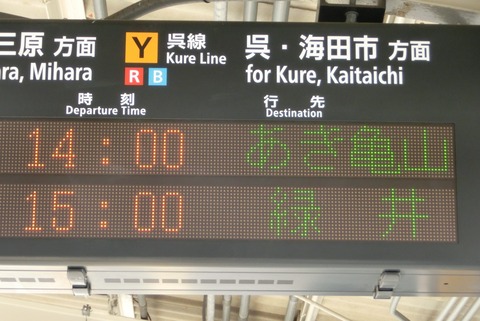 三原 方面 Y 呉線 呉・海田市 方面
ara, Mihara Kure Line for Kure, Kaitaichi
R B
時刻 行先
Departure Time Destination
14:00 あき亀山
15:00 緑井